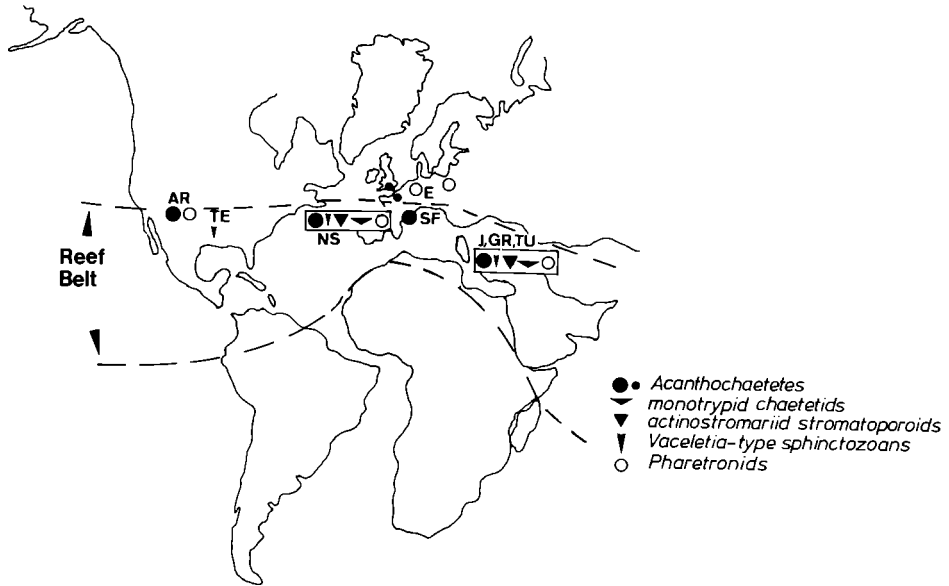 AR
TE
E
SF
NS
J,GR,TU
Reef
Belt
Acanthochaetetes
monotrypid chaetetids
actinostromariid stromatoporoids
Vaceletia-type sphinctozoans
Pharetronids